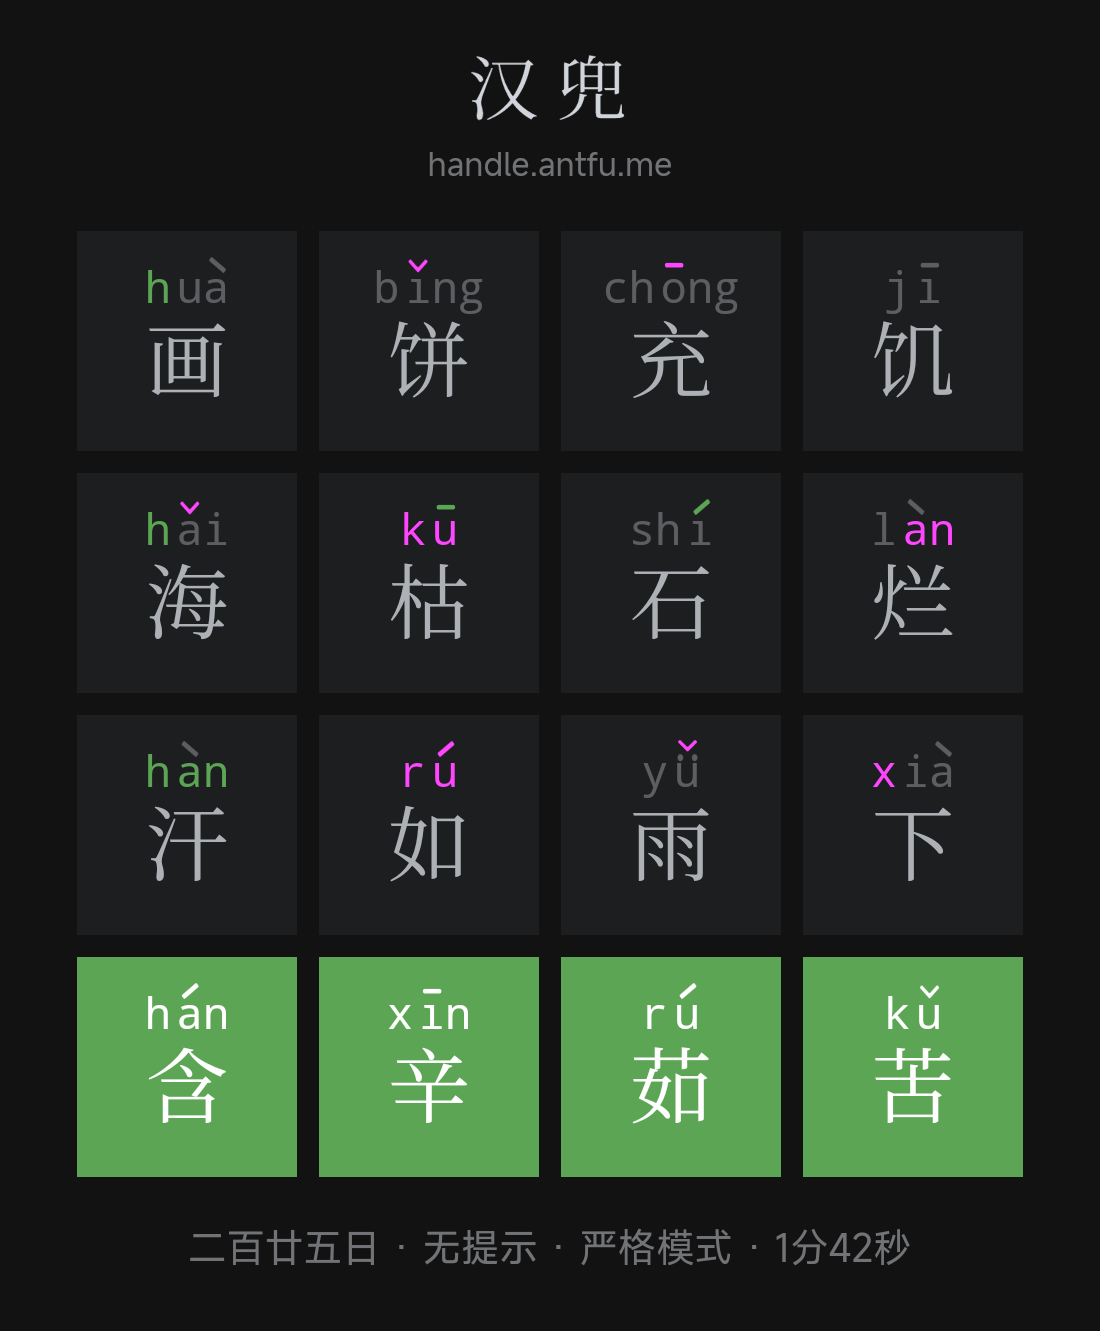 汉兜
handle.antfu.me
huà bǐng chōng jī
画 饼 充 饥
hǎi kū shí làn
海 枯 石 烂
hàn rú yǚ xià
汗 如 雨 下
hán xīn rú kǔ
含 辛 茹 苦
二百廿五日 · 无提示 · 严格模式 · 1分42秒